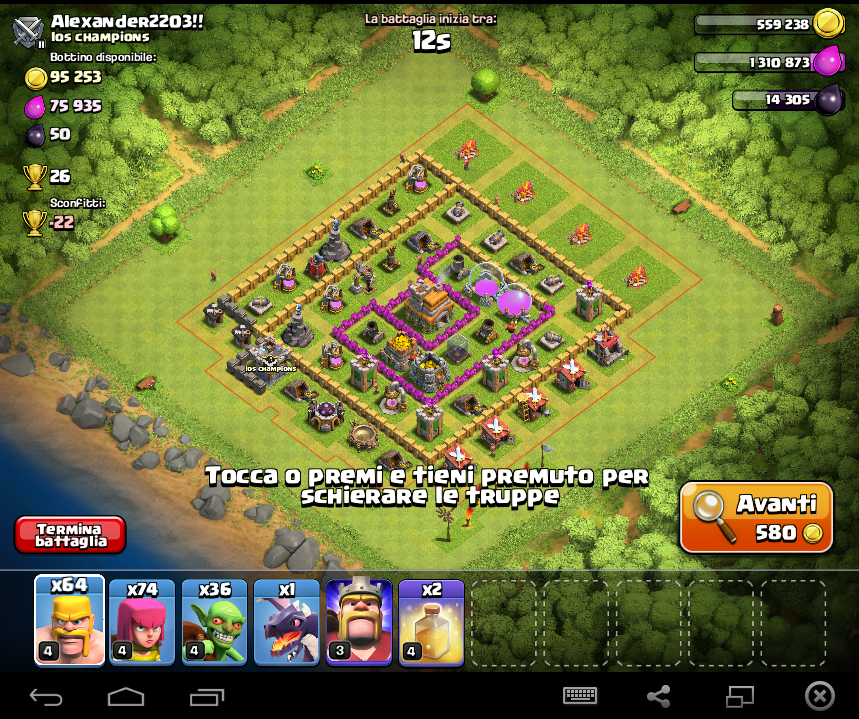 Alexander2203!!
los champions
Bottino disponibile:
95 253
75 935
50
26
Sconfitti:
-22
La battaglia inizia tra:
12s
559 238
1 310 873
14 305
los champions
Tocca o premi e tieni premuto per
schierare le truppe
Termina
battaglia
Avanti
580
x64
x74
x36
x1
x2
4
4
4
3
4